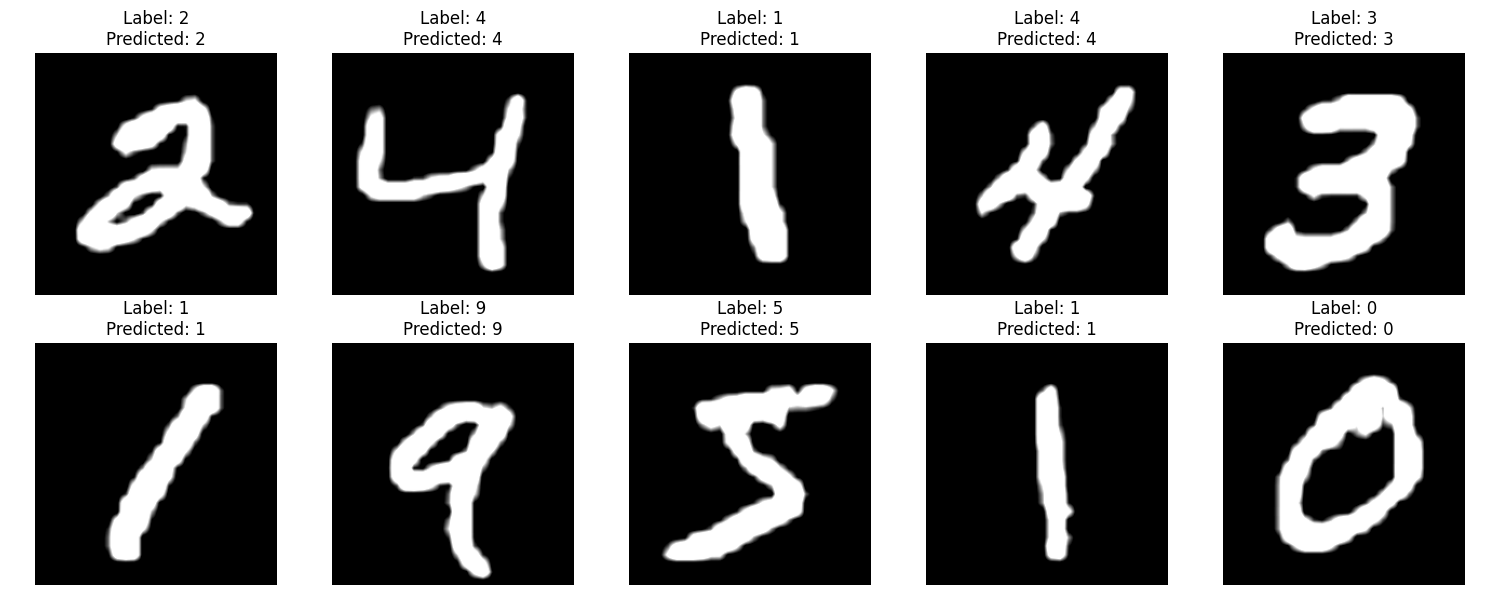 Label: 2
Predicted: 2
Label: 4
Predicted: 4
Label: 1
Predicted: 1
Label: 4
Predicted: 4
Label: 3
Predicted: 3
2
4
1
4
3
Label: 1
Predicted: 1
Label: 9
Predicted: 9
Label: 5
Predicted: 5
Label: 1
Predicted: 1
Label: 0
Predicted: 0
1
9
5
1
0